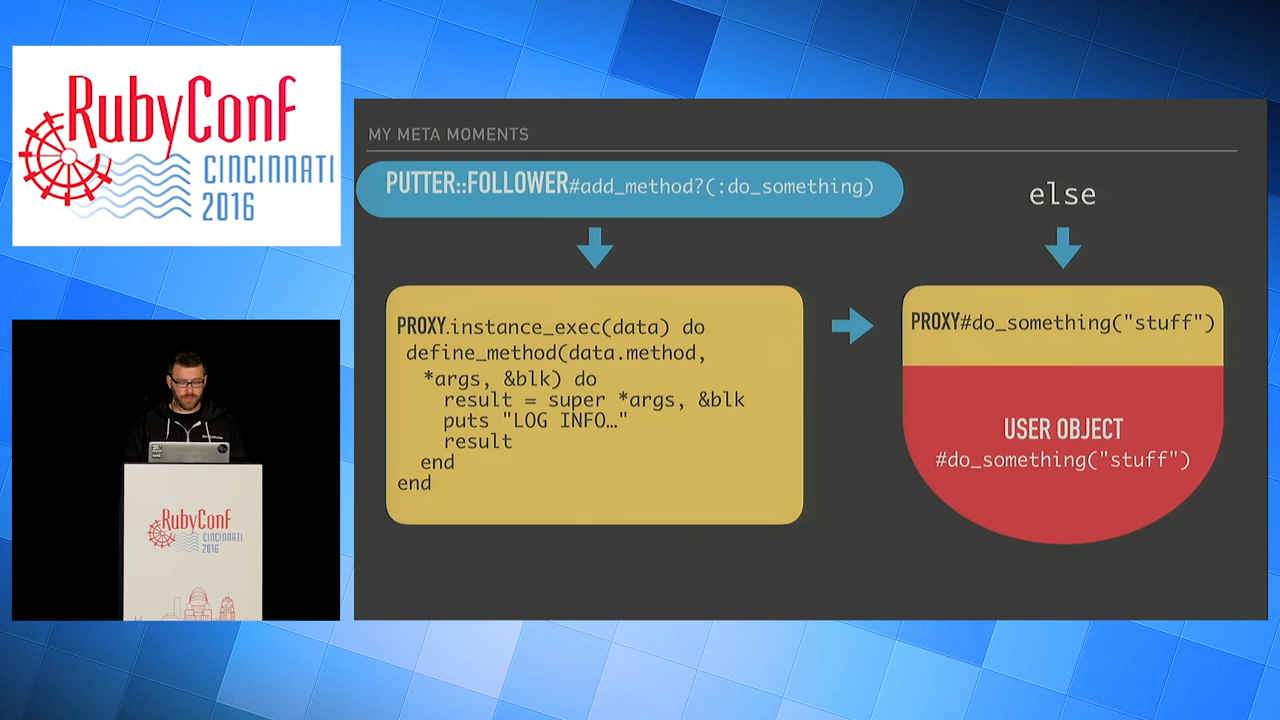 RubyConf
CINCINNATI
2016
MY META MOMENTS
PUTTER::FOLLOWER#add_method?(:do_something)
else
PROXY.instance_exec(data) do
define_method(data.method,
*args, &blk) do
result = super *args, &blk
puts "LOG INFO…"
result
end
end
PROXY#do_something("stuff")
USER OBJECT
#do_something("stuff")
RubyConf
CINCINNATI
2016